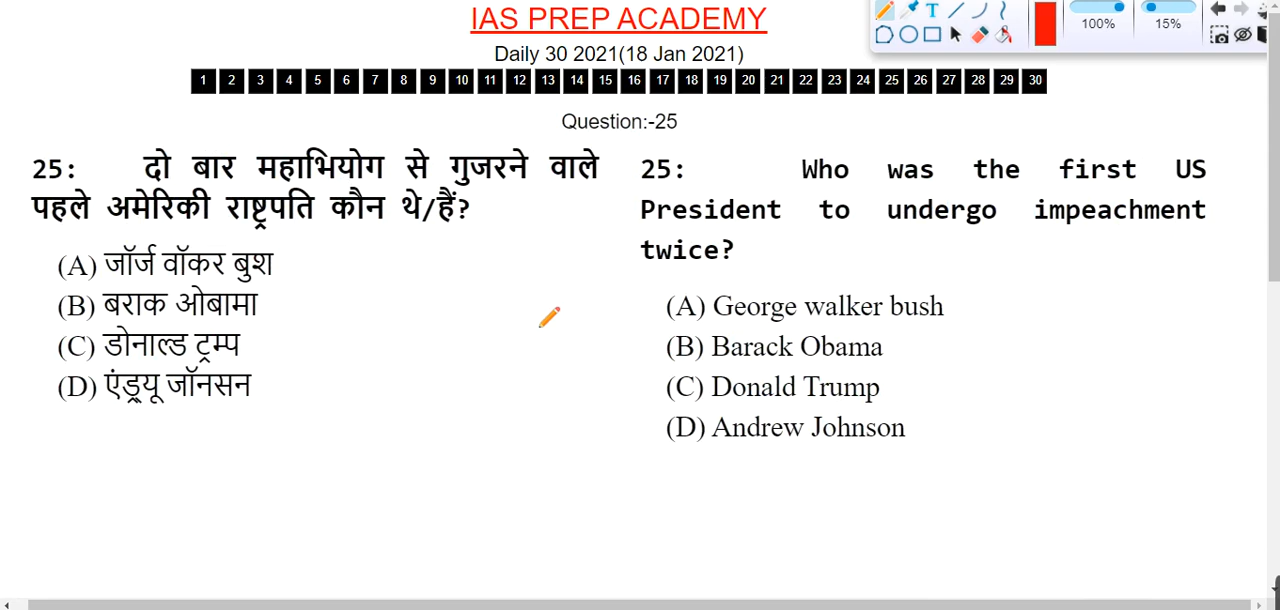 IAS PREP ACADEMY
Daily 30 2021(18 Jan 2021)
1 2 3 4 5 6 7 8 9 10 11 12 13 14 15 16 17 18 19 20 21 22 23 24 25 26 27 28 29 30
Question:-25
25: दो बार महाभियोग से गुजरने वाले
पहले अमेरिकी राष्ट्रपति कौन थे/हैं?
(A) जॉर्ज वॉकर बुश
(B) बराक ओबामा
(C) डोनाल्ड ट्रम्प
(D) एंड्र्यू जॉनसन
25: Who was the first US
President to undergo impeachment
twice?
(A) George walker bush
(B) Barack Obama
(C) Donald Trump
(D) Andrew Johnson
T
100%
15%